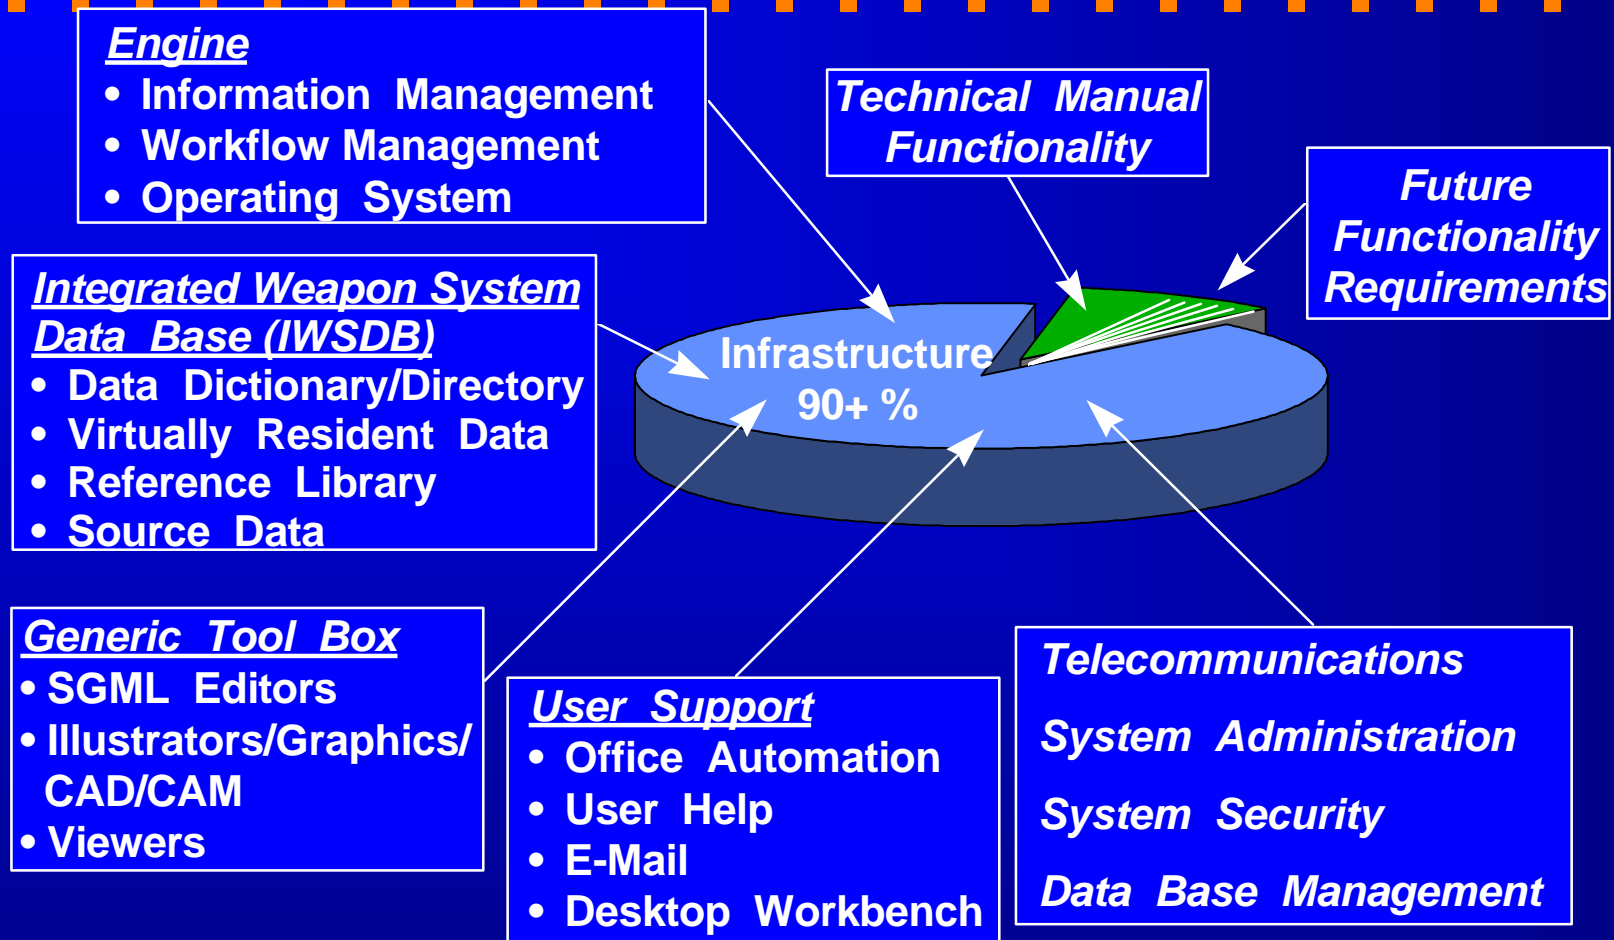 Engine
• Information Management
• Workflow Management
• Operating System
Technical Manual
Functionality
Future
Functionality
Requirements
Integrated Weapon System
Data Base (IWSDB)
• Data Dictionary/Directory
• Virtually Resident Data
• Reference Library
• Source Data
Infrastructure
90+ %
Generic Tool Box
• SGML Editors
• Illustrators/Graphics/
CAD/CAM
• Viewers
User Support
• Office Automation
• User Help
• E-Mail
• Desktop Workbench
Telecommunications
System Administration
System Security
Data Base Management